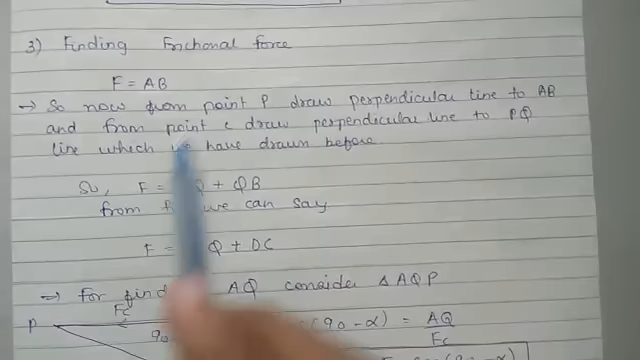 3) Finding Frictional force
F = AB
→ So now from point P draw perpendicular line to AB
and from point C draw perpendicular line to PQ
line which we have drawn before
So, F = Q + QB
from we can say
F = Q + DC
→ For AQ conside Δ AQP
Fc
P
90
(90 - α) = AQ
Fc